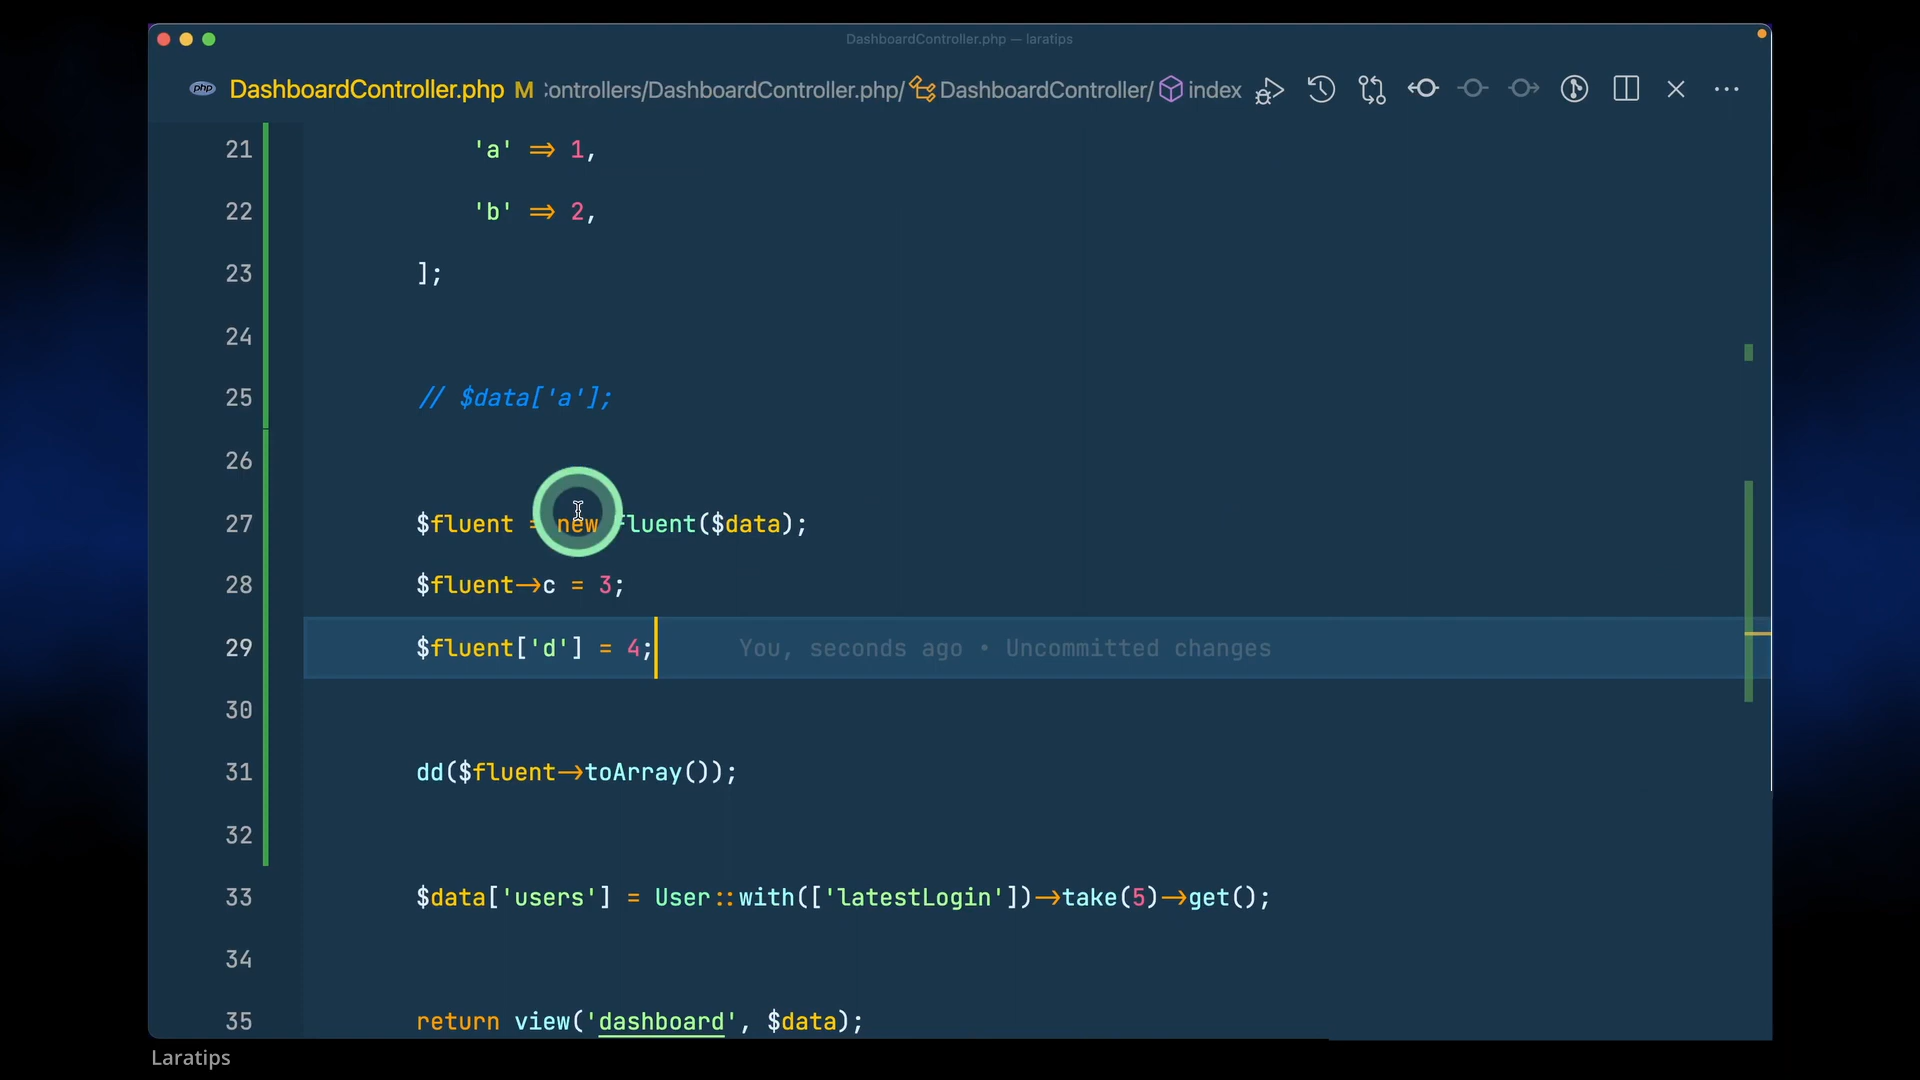 DashboardController.php — laratips
php DashboardController.php M :ontrollers/DashboardController.php/ DashboardController/ index
21 'a' => 1,
22 'b' => 2,
23 ];
24
25 // $data['a'];
26
27 $fluent = new Fluent($data);
28 $fluent->c = 3;
29 $fluent['d'] = 4; You, seconds ago • Uncommitted changes
30
31 dd($fluent->toArray());
32
33 $data['users'] = User::with(['latestLogin'])->take(5)->get();
34
35 return view('dashboard', $data);
Laratips